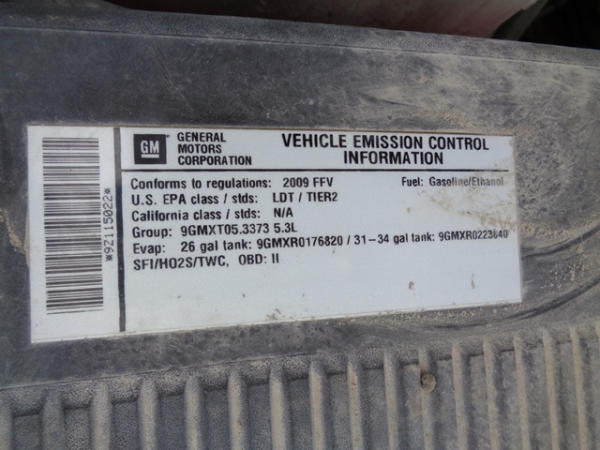 *9Z115022*
GM
GENERAL
MOTORS
CORPORATION
VEHICLE EMISSION CONTROL
INFORMATION
Conforms to regulations: 2009 FFV Fuel: Gasoline/Ethanol
U.S. EPA class / stds: LDT / TIER2
California class / stds: N/A
Group: 9GMXT05.3373 5.3L
Evap: 26 gal tank: 9GMXR0176820 / 31-34 gal tank: 9GMXR0223840
SFI/HO2S/TWC, OBD: II